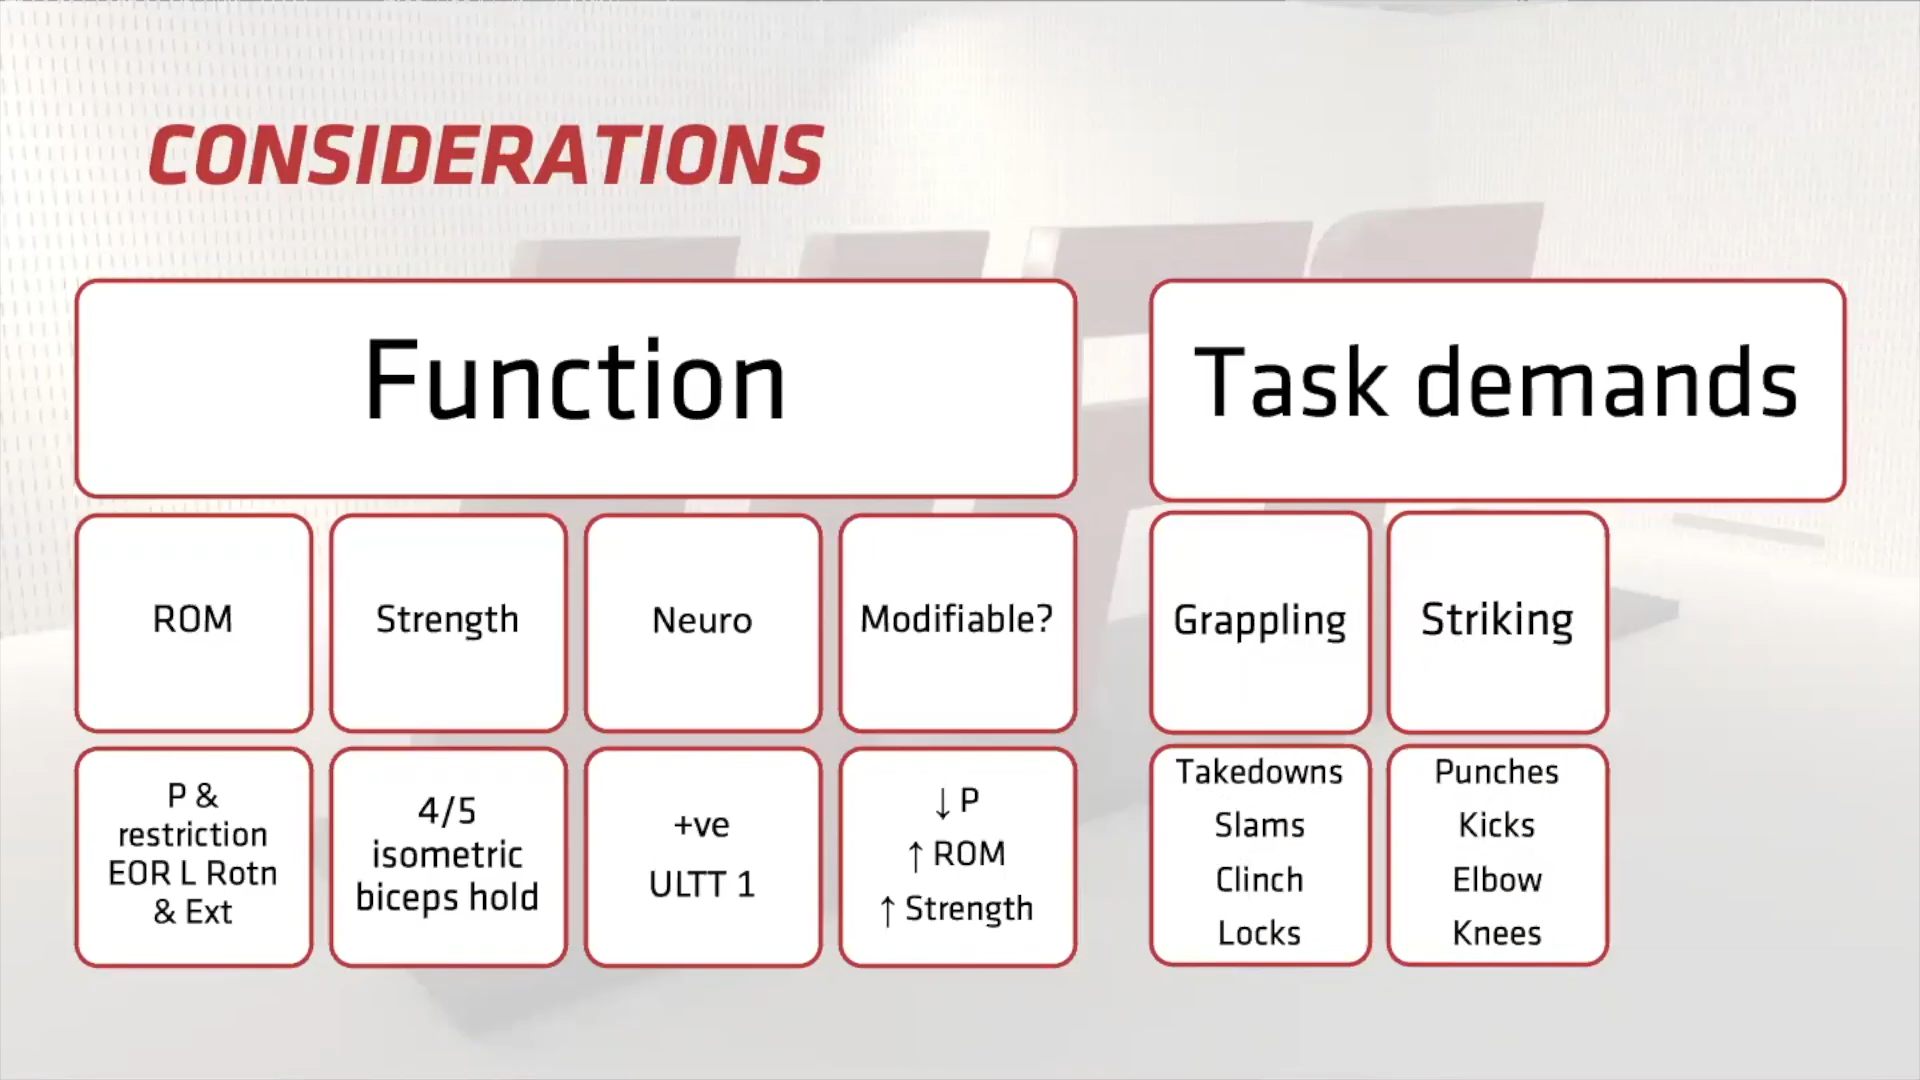 CONSIDERATIONS
Function
Task demands
ROM
Strength
Neuro
Modifiable?
Grappling
Striking
P &
restriction
EOR L Rotn
& Ext
4/5
isometric
biceps hold
+ve
ULTT 1
↓ P
↑ ROM
↑ Strength
Takedowns
Slams
Clinch
Locks
Punches
Kicks
Elbow
Knees